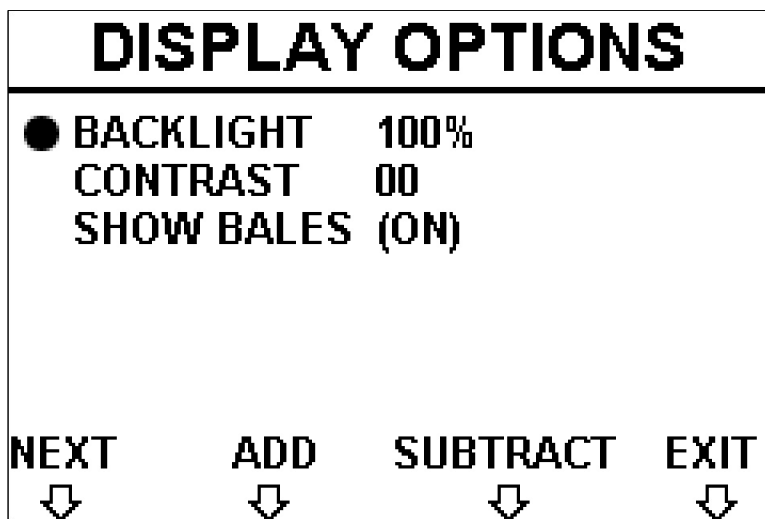 DISPLAY OPTIONS
BACKLIGHT 100%
CONTRAST 00
SHOW BALES (ON)
NEXT ADD SUBTRACT EXIT